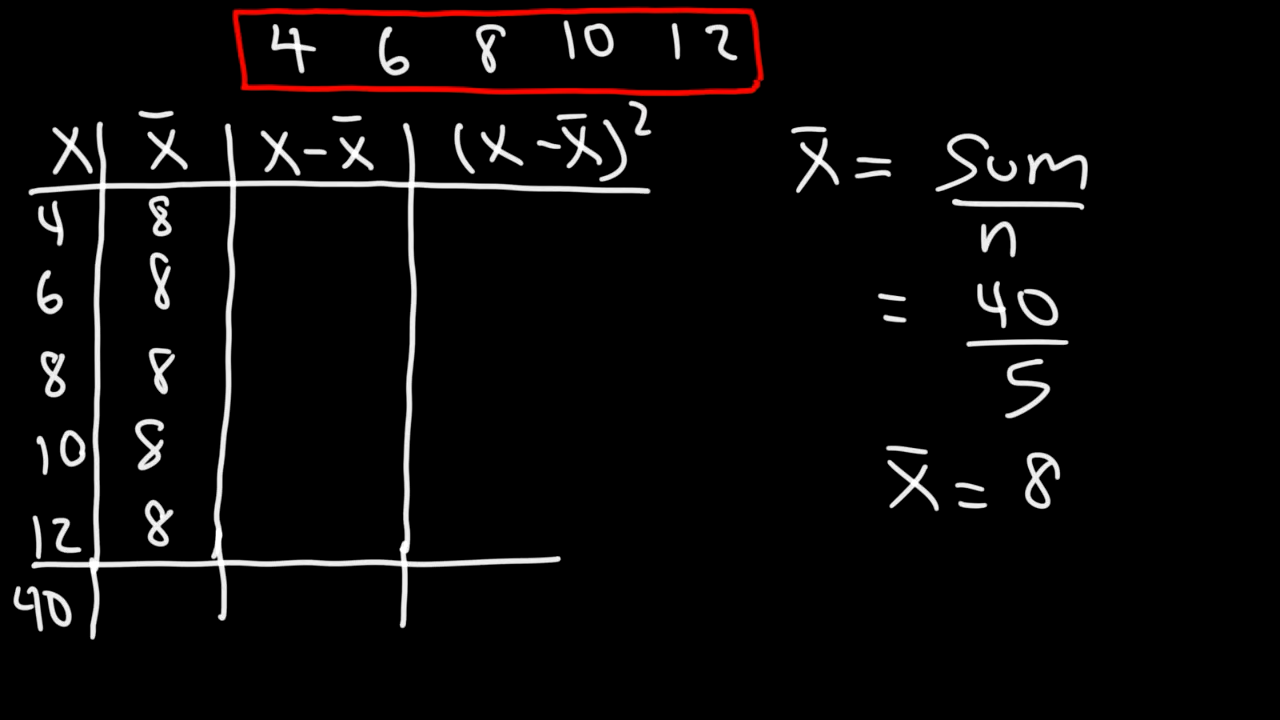 4 6 8 10 12
X X̄ X-X̄ (X-X̄)²
4 8
6 8
8 8
10 8
12 8
40
X̄ = Sum
n
= 40
5
X̄ = 8